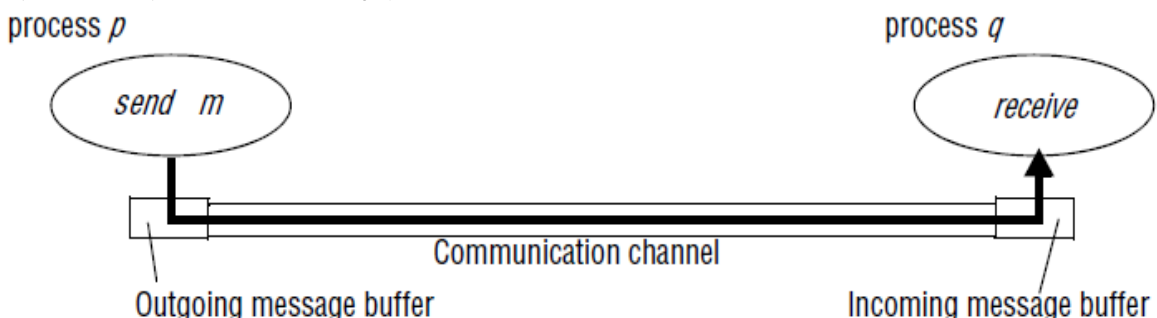 process p
process q
send m
receive
Communication channel
Outgoing message buffer
Incoming message buffer